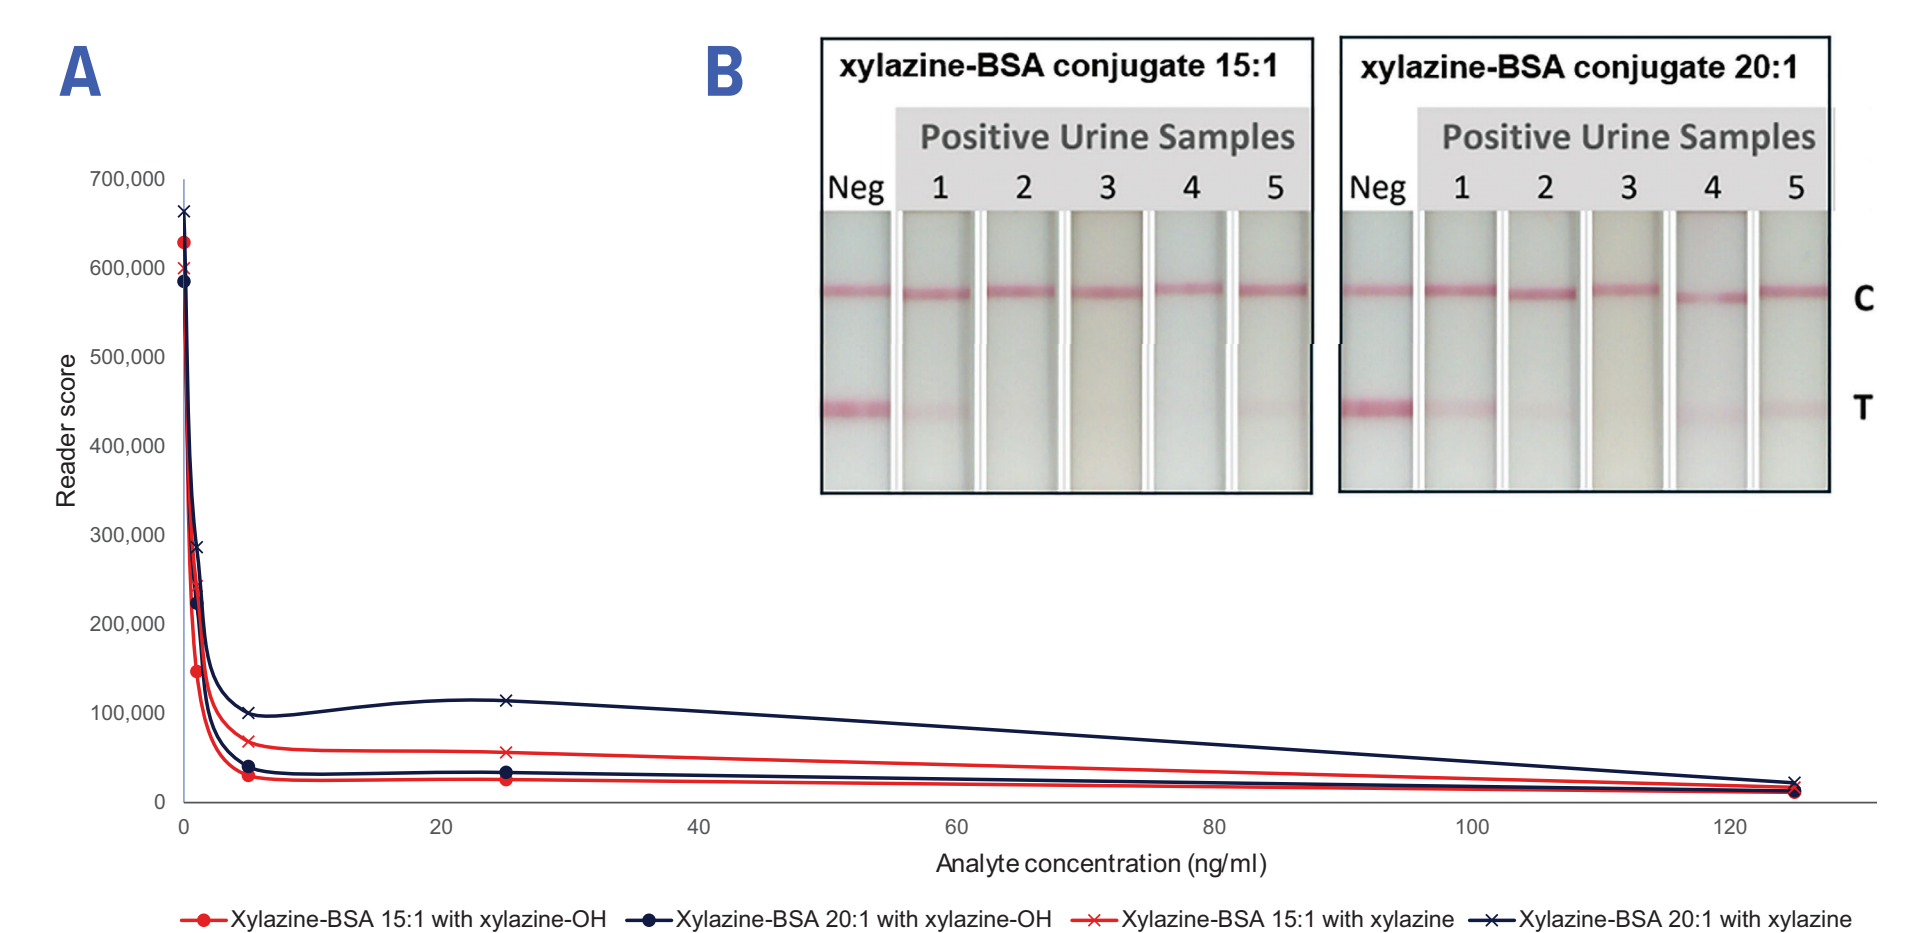 A
700,000
600,000
500,000
400,000
300,000
200,000
100,000
0
Reader score
0 20 40 60 80 100 120
Analyte concentration (ng/ml)
Xylazine-BSA 15:1 with xylazine-OH Xylazine-BSA 20:1 with xylazine-OH Xylazine-BSA 15:1 with xylazine Xylazine-BSA 20:1 with xylazine
B
xylazine-BSA conjugate 15:1
Positive Urine Samples
Neg 1 2 3 4 5
xylazine-BSA conjugate 20:1
Positive Urine Samples
Neg 1 2 3 4 5
C
T